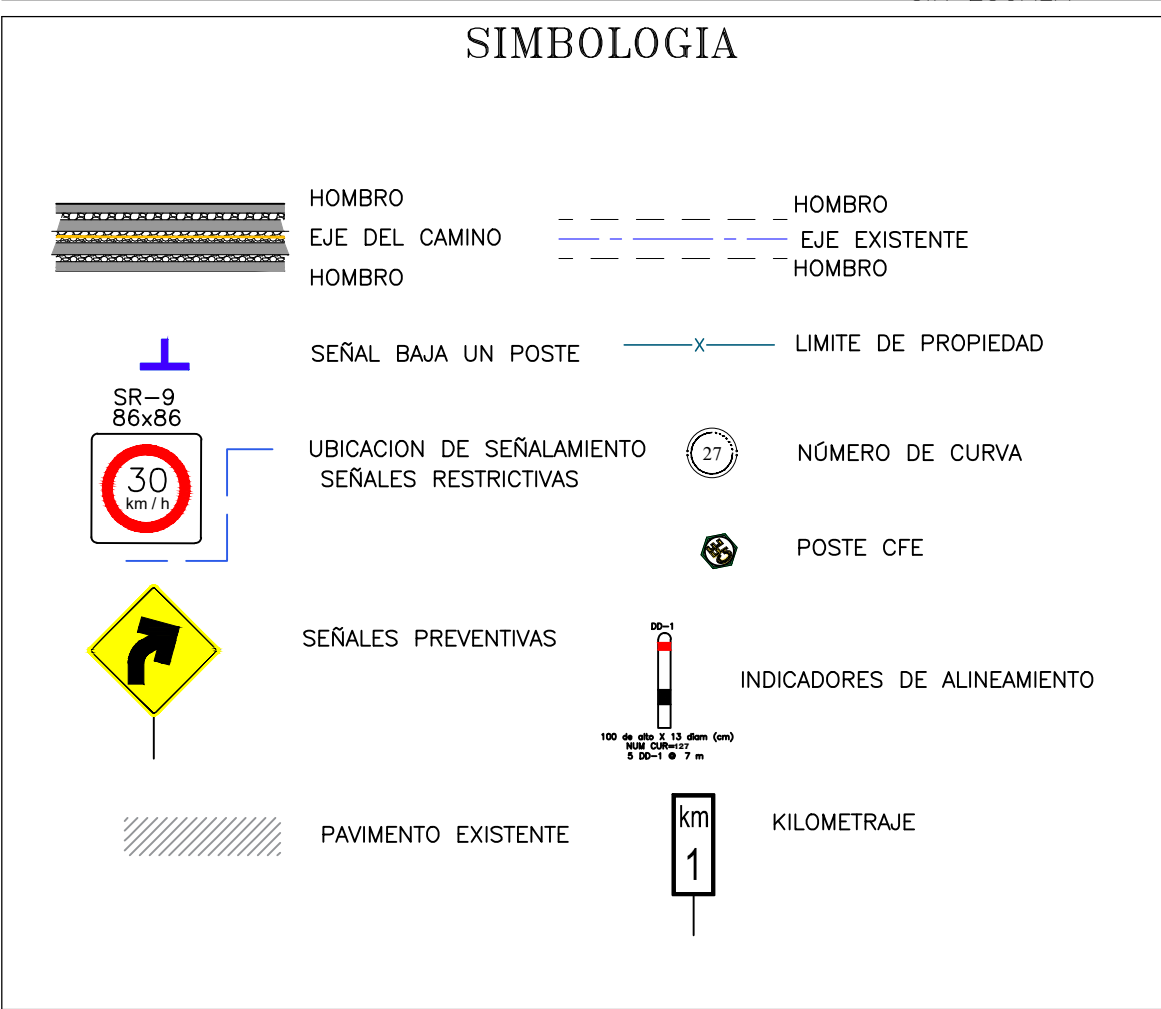 SIMBOLOGIA
HOMBRO
EJE DEL CAMINO
HOMBRO
HOMBRO
EJE EXISTENTE
HOMBRO
SEÑAL BAJA UN POSTE
X
LIMITE DE PROPIEDAD
SR-9
86x86
30
km / h
UBICACION DE SEÑALAMIENTO
SEÑALES RESTRICTIVAS
27
NÚMERO DE CURVA
POSTE CFE
SEÑALES PREVENTIVAS
DD-1
100 de alto X 13 diam (cm)
NUM CUR=127
5 DD-1 @ 7 m
INDICADORES DE ALINEAMIENTO
PAVIMENTO EXISTENTE
km
1
KILOMETRAJE